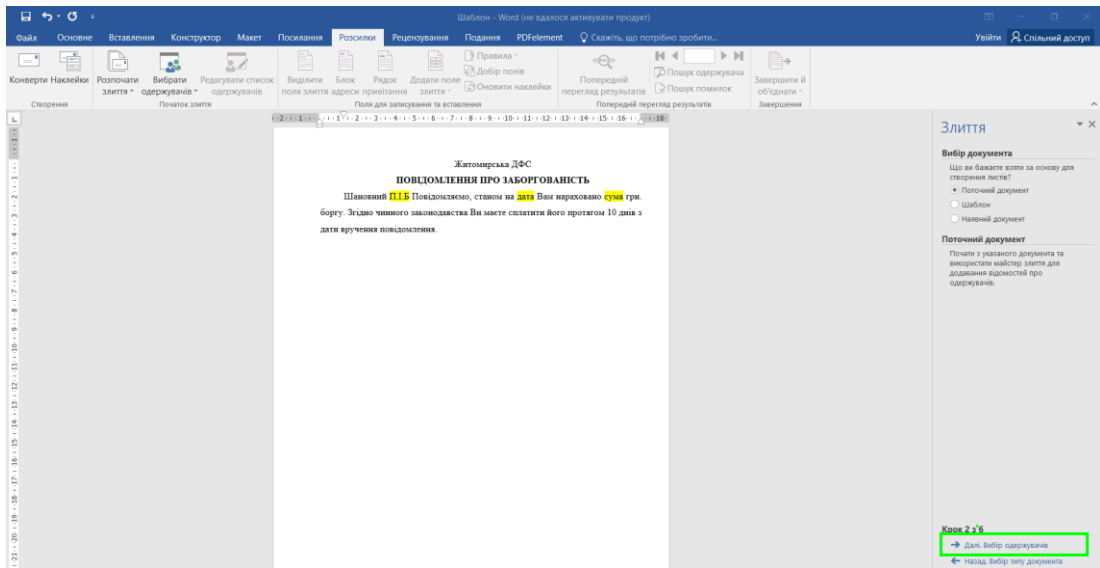 Шаблон - Word (не вдалося активувати продукт)
Файл Основне Вставлення Конструктор Макет Посилання Розсилки Рецензування Подання PDFelement Скажіть, що потрібно зробити... Увійти Спільний доступ
Конверти Наклейки
Створення
Розпочати злиття
Вибрати одержувачів
Редагувати список одержувачів
Початок злиття
Виділити поля злиття
Блок адреси
Рядок привітання
Додати поле злиття
Правила
Добір полів
Оновити наклейки
Поля для записування та вставлення
Попередній перегляд результатів
Пошук одержувача
Пошук помилок
Попередній перегляд результатів
Завершити й об'єднати
Завершення
Житомирська ДФС
ПОВІДОМЛЕННЯ ПРО ЗАБОРГОВАНІСТЬ
Шановний П.І.Б Повідомляємо, станом на дата Вам нараховано сума грн.
боргу. Згідно чинного законодавства Ви маєте сплатити його протягом 10 днів з
дати вручення повідомлення.
Злиття
Вибір документа
Що ви бажаєте взяти за основу для
створення листів?
Поточний документ
Шаблон
Наявний документ
Поточний документ
Почати з указаного документа та
використати майстер злиття для
додавання відомостей про
одержувачів.
Крок 2 з 6
Далі. Вибір одержувачів
Назад. Вибір типу документа